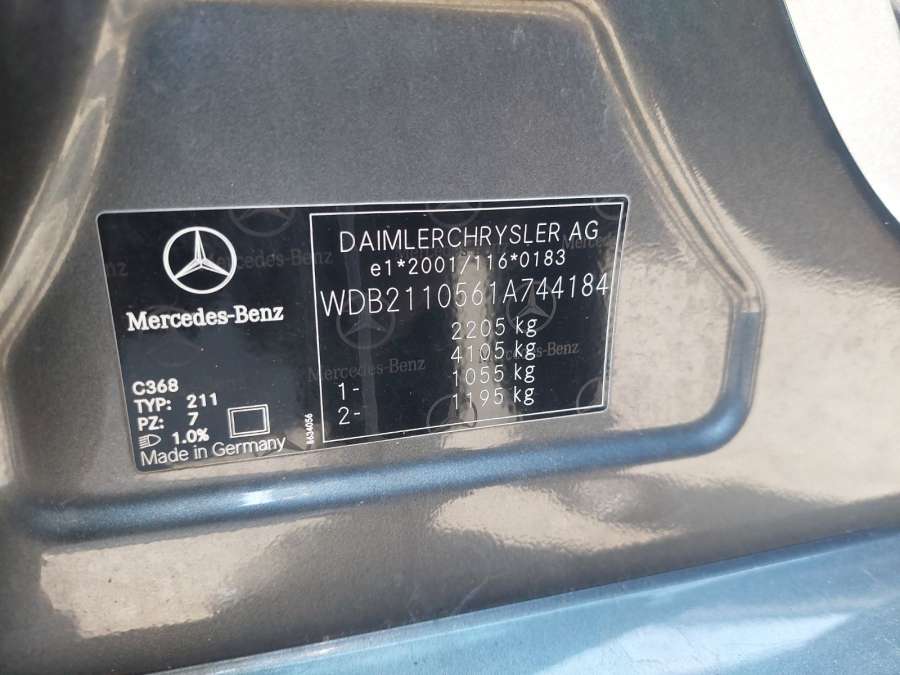 Mercedes-Benz
C368
TYP: 211
PZ: 7
1.0%
Made in Germany
8634056
DAIMLERCHRYSLER AG
e1*2001/116*0183
WDB2110561A744184
2205 kg
4105 kg
1- 1055 kg
2- 1195 kg